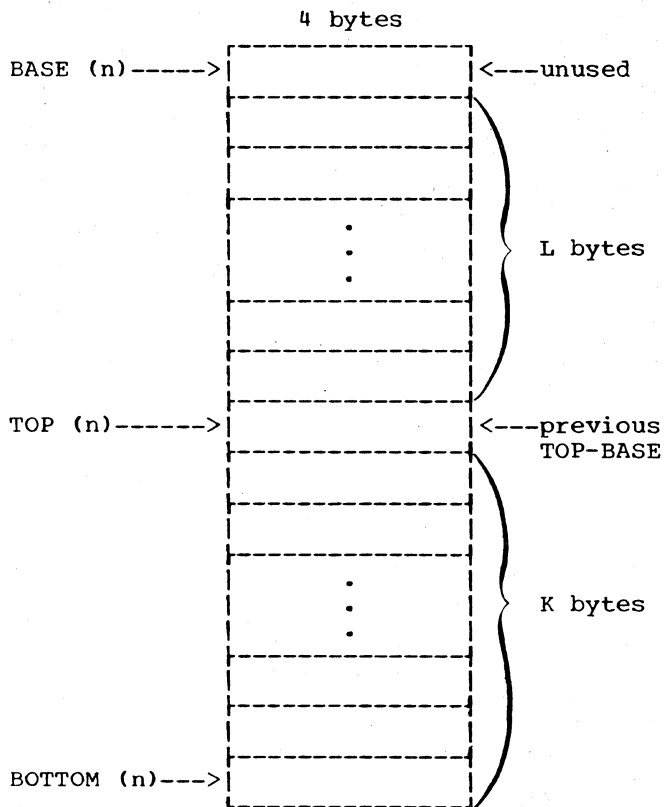 4 bytes
BASE (n)----->
<---unused
L bytes
TOP (n)------>
<---previous
TOP-BASE
K bytes
BOTTOM (n)--->